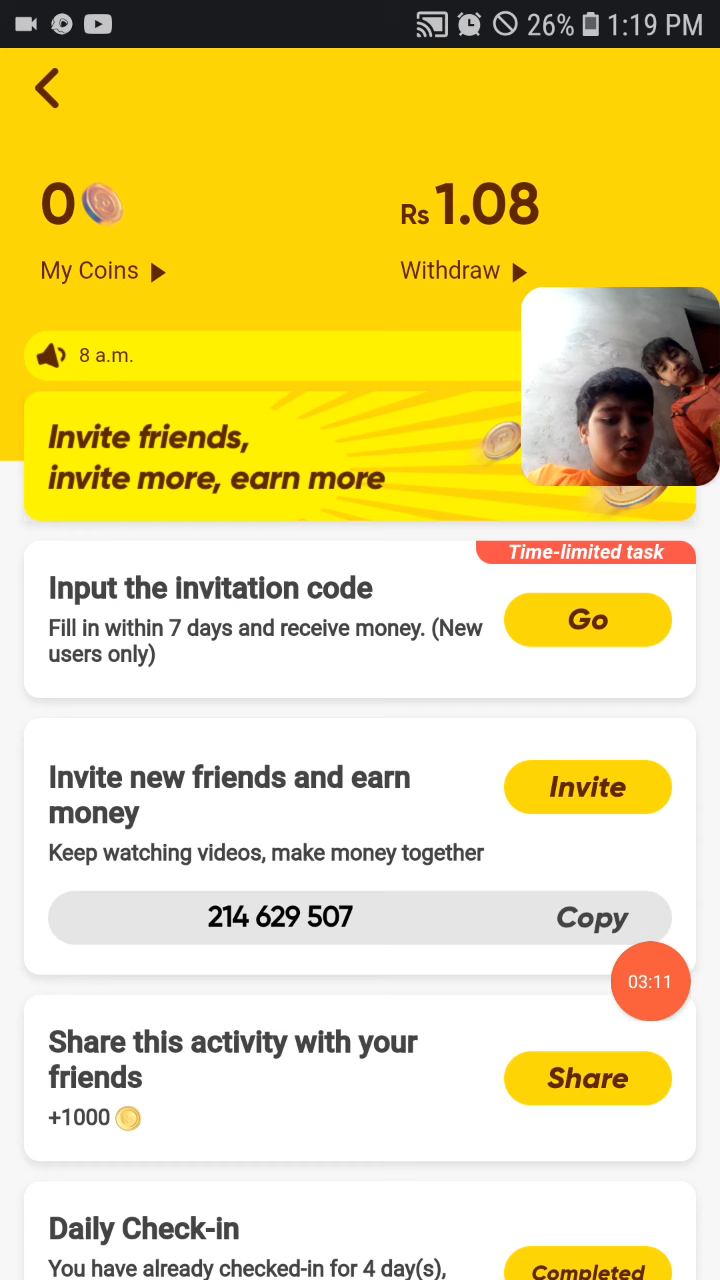 26% 1:19 PM
0
Rs 1.08
My Coins
Withdraw
8 a.m.
Invite friends,
invite more, earn more
Time-limited task
Input the invitation code
Fill in within 7 days and receive money. (New
users only)
Go
Invite new friends and earn
money
Invite
Keep watching videos, make money together
214 629 507
Copy
03:11
Share this activity with your
friends
+1000
Share
Daily Check-in
You have already checked-in for 4 day(s),
Completed